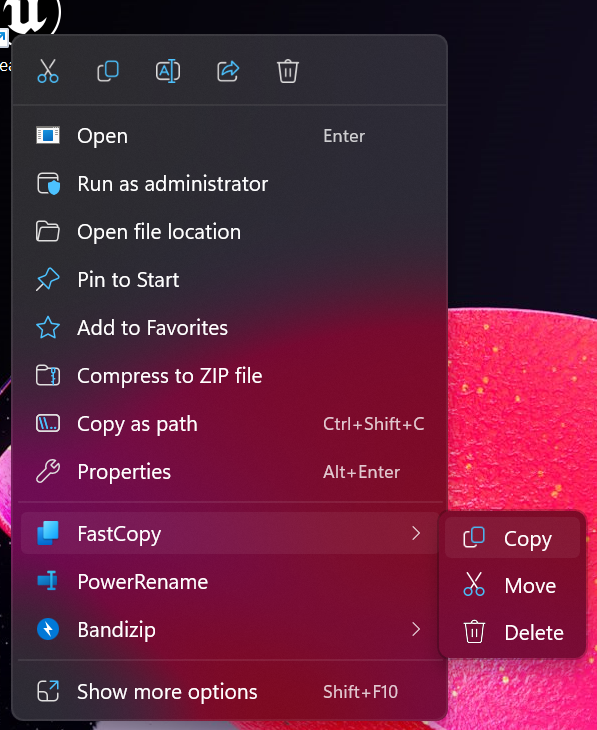 Open Enter
Run as administrator
Open file location
Pin to Start
Add to Favorites
Compress to ZIP file
Copy as path Ctrl+Shift+C
Properties Alt+Enter
FastCopy
Copy
PowerRename
Move
Bandizip
Delete
Show more options Shift+F10